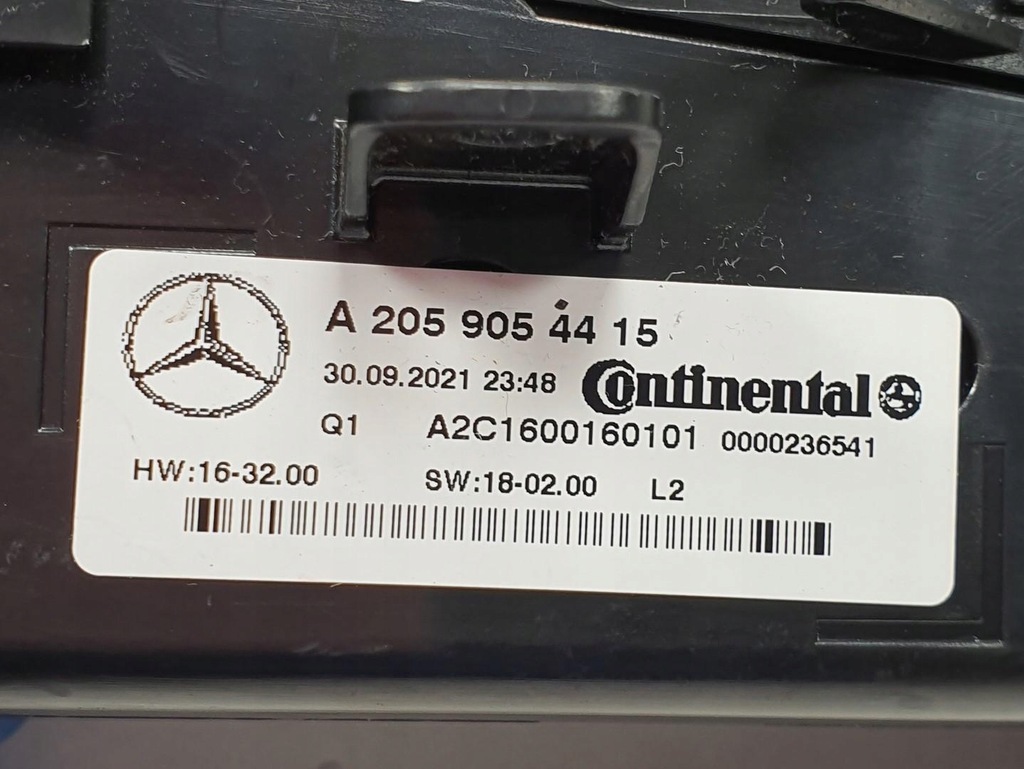 A 205 905 44 15
30.09.2021 23:48 Continental
Q1 A2C1600160101 0000236541
HW:16-32.00 SW:18-02.00 L2